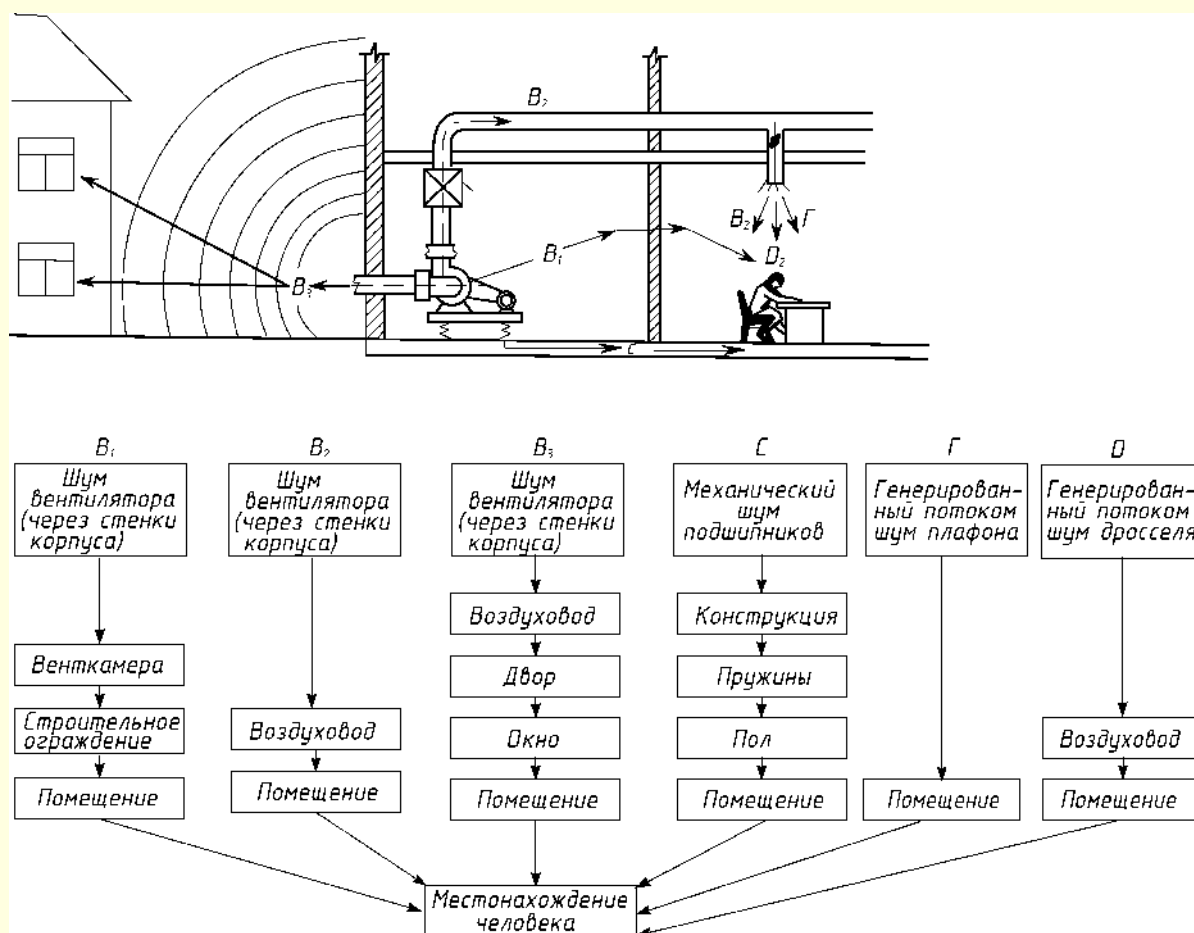 B₂
B₂
Г
B₁
D₂
B₃
C
B₁
B₂
B₃
C
Г
D
Шум
вентилятора
(через стенки
корпуса)
Шум
вентилятора
(через стенки
корпуса)
Шум
вентилятора
(через стенки
корпуса)
Механический
шум
подшипников
Генерирован-
ный потоком
шум плафона
Генерирован-
ный потоком
шум дросселя
Венткамера
Строительное
ограждение
Помещение
Воздуховод
Помещение
Воздуховод
Двор
Окно
Помещение
Конструкция
Пружины
Пол
Помещение
Помещение
Воздуховод
Помещение
Местонахождение
человека